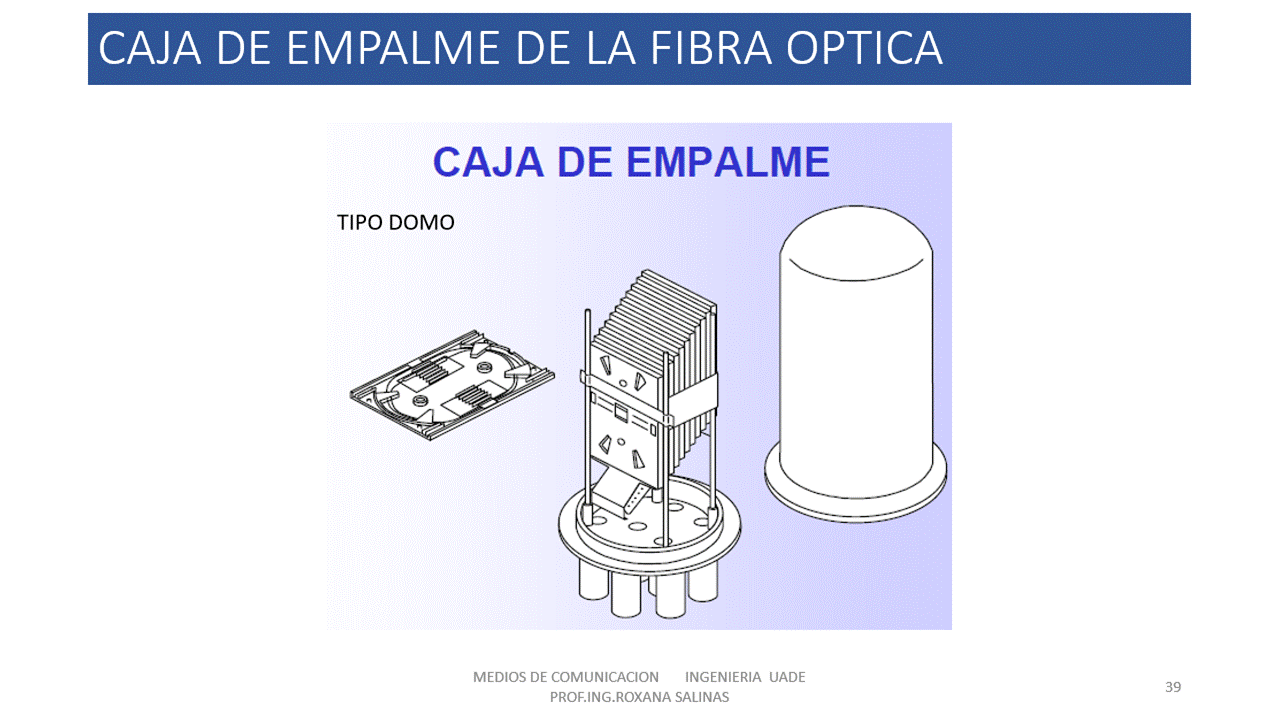 CAJA DE EMPALME DE LA FIBRA OPTICA
CAJA DE EMPALME
TIPO DOMO
MEDIOS DE COMUNICACION INGENIERIA UADE
PROF.ING.ROXANA SALINAS
39